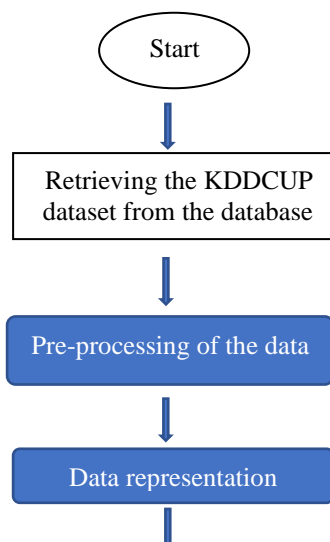 Start
Retrieving the KDDCUP
dataset from the database
Pre-processing of the data
Data representation